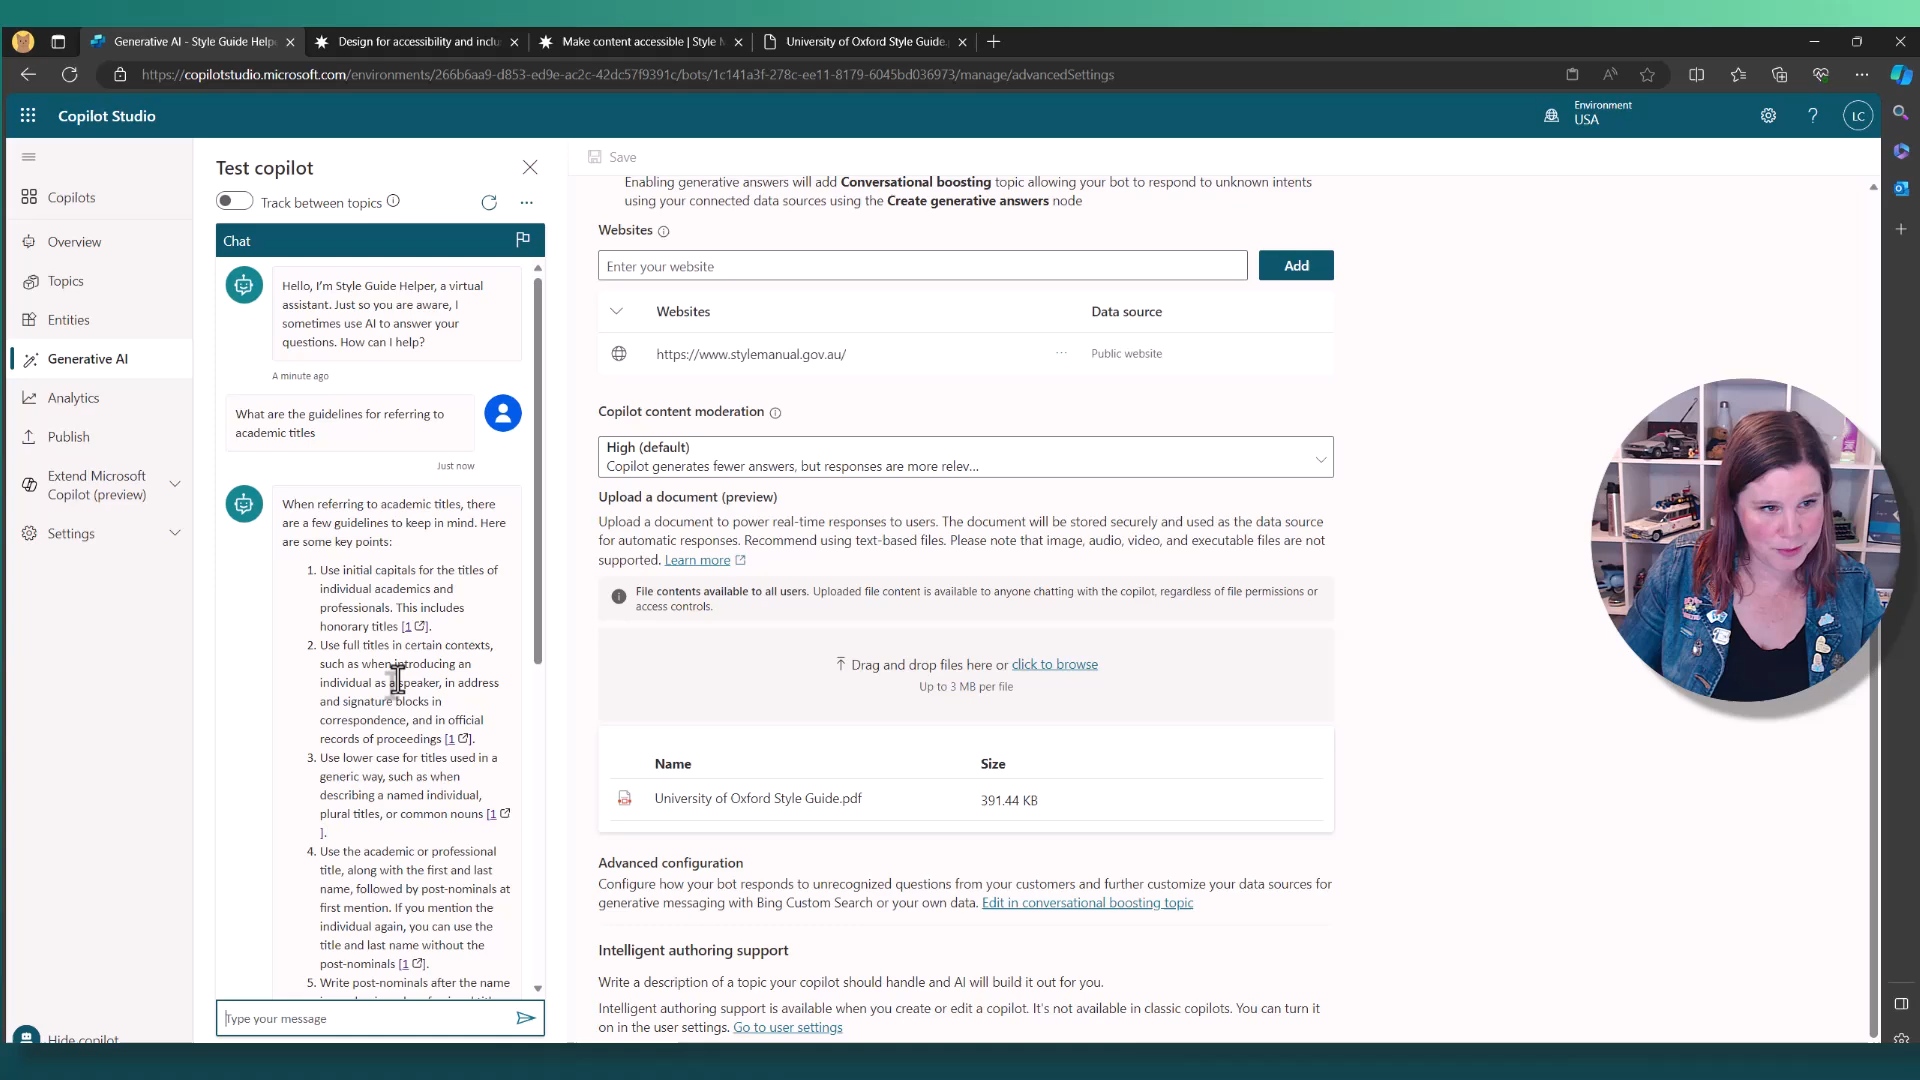 Generative AI - Style Guide Help
Design for accessibility and inclu
Make content accessible | Style M
University of Oxford Style Guide.
https://copilotstudio.microsoft.com/environments/266b6aa9-d853-ed9e-ac2c-42dc57f9391c/bots/1c141a3f-278c-ee11-8179-6045bd036973/manage/advancedSettings
Copilot Studio
Environment
USA
LC
Copilots
Overview
Topics
Entities
Generative AI
Analytics
Publish
Extend Microsoft
Copilot (preview)
Settings
Hide copilot
Test copilot
Track between topics
Chat
Hello, I'm Style Guide Helper, a virtual
assistant. Just so you are aware, I
sometimes use AI to answer your
questions. How can I help?
A minute ago
What are the guidelines for referring to
academic titles
Just now
When referring to academic titles, there
are a few guidelines to keep in mind. Here
are some key points:
1. Use initial capitals for the titles of
individual academics and
professionals. This includes
honorary titles [1].
2. Use full titles in certain contexts,
such as when introducing an
individual as a speaker, in address
and signature blocks in
correspondence, and in official
records of proceedings [1].
3. Use lower case for titles used in a
generic way, such as when
describing a named individual,
plural titles, or common nouns [1
].
4. Use the academic or professional
title, along with the first and last
name, followed by post-nominals at
first mention. If you mention the
individual again, you can use the
title and last name without the
post-nominals [1].
5. Write post-nominals after the name
Type your message
Save
Enabling generative answers will add Conversational boosting topic allowing your bot to respond to unknown intents
using your connected data sources using the Create generative answers node
Websites
Enter your website
Add
Websites Data source
https://www.stylemanual.gov.au/ ... Public website
Copilot content moderation
High (default)
Copilot generates fewer answers, but responses are more relev...
Upload a document (preview)
Upload a document to power real-time responses to users. The document will be stored securely and used as the data source
for automatic responses. Recommend using text-based files. Please note that image, audio, video, and executable files are not
supported. Learn more
File contents available to all users. Uploaded file content is available to anyone chatting with the copilot, regardless of file permissions or
access controls.
Drag and drop files here or click to browse
Up to 3 MB per file
Name Size
University of Oxford Style Guide.pdf 391.44 KB
Advanced configuration
Configure how your bot responds to unrecognized questions from your customers and further customize your data sources for
generative messaging with Bing Custom Search or your own data. Edit in conversational boosting topic
Intelligent authoring support
Write a description of a topic your copilot should handle and AI will build it out for you.
Intelligent authoring support is available when you create or edit a copilot. It's not available in classic copilots. You can turn it
on in the user settings. Go to user settings